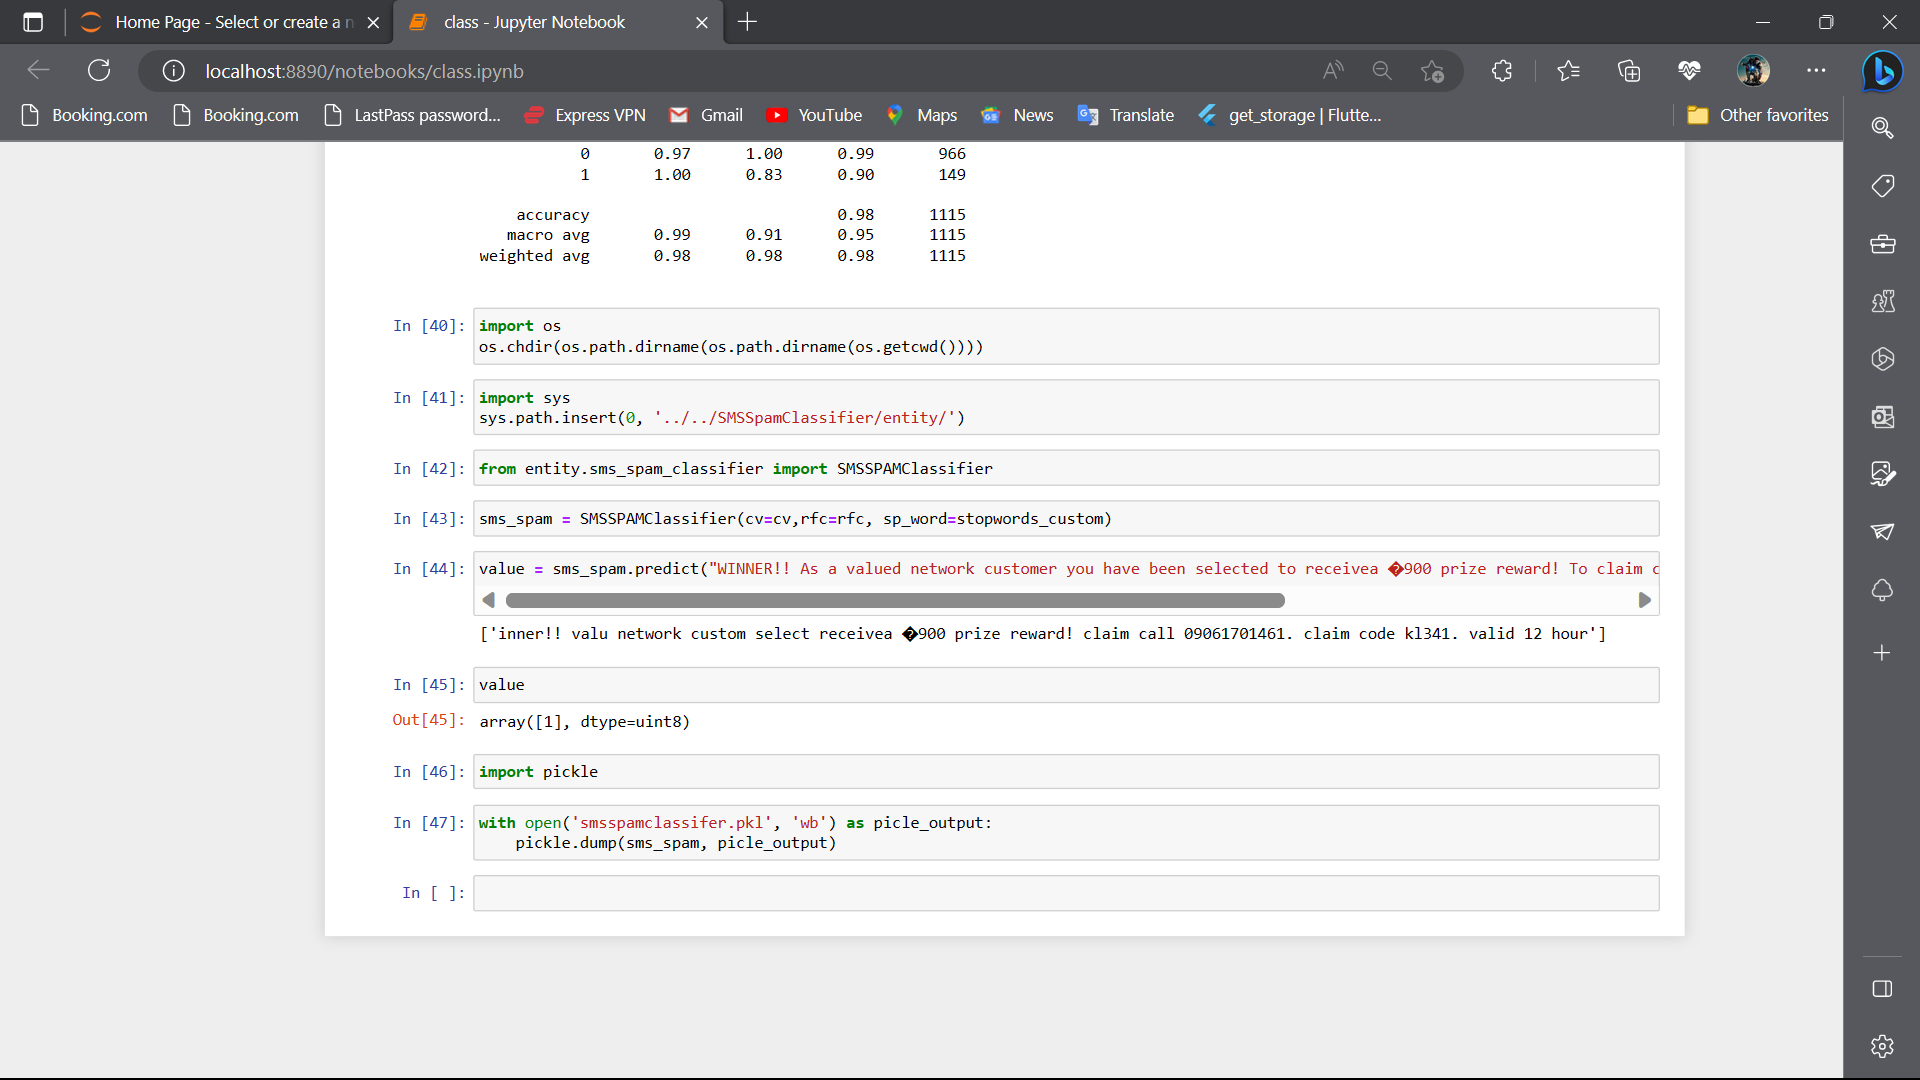 Home Page - Select or create a n
class - Jupyter Notebook
localhost:8890/notebooks/class.ipynb
Booking.com Booking.com LastPass password... Express VPN Gmail YouTube Maps News Translate get_storage | Flutte... Other favorites
0 0.97 1.00 0.99 966
1 1.00 0.83 0.90 149
accuracy 0.98 1115
macro avg 0.99 0.91 0.95 1115
weighted avg 0.98 0.98 0.98 1115
In [40]: import os
os.chdir(os.path.dirname(os.path.dirname(os.getcwd())))
In [41]: import sys
sys.path.insert(0, '../../SMSSpamClassifier/entity/')
In [42]: from entity.sms_spam_classifier import SMSSPAMClassifier
In [43]: sms_spam = SMSSPAMClassifier(cv=cv,rfc=rfc, sp_word=stopwords_custom)
In [44]: value = sms_spam.predict("WINNER!! As a valued network customer you have been selected to receivea �900 prize reward! To claim c
['inner!! valu network custom select receivea �900 prize reward! claim call 09061701461. claim code kl341. valid 12 hour']
In [45]: value
Out[45]: array([1], dtype=uint8)
In [46]: import pickle
In [47]: with open('smsspamclassifer.pkl', 'wb') as picle_output:
pickle.dump(sms_spam, picle_output)
In [ ]: